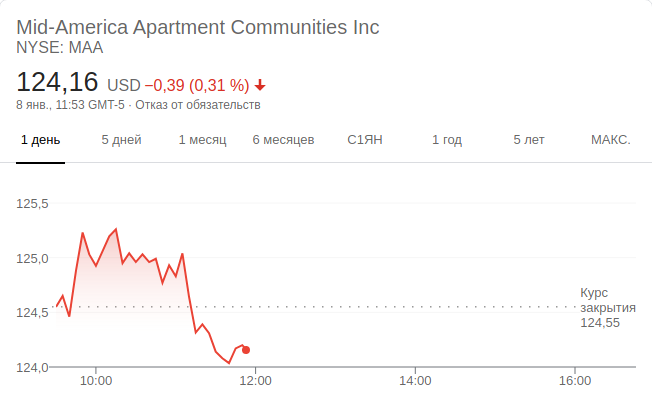 Mid-America Apartment Communities Inc
NYSE: MAA
124,16 USD −0,39 (0,31 %)
8 янв., 11:53 GMT-5 · Отказ от обязательств
1 день 5 дней 1 месяц 6 месяцев С1ЯН 1 год 5 лет МАКС.
125,5
125,0
124,5
124,0
Курс
закрытия
124,55
10:00 12:00 14:00 16:00